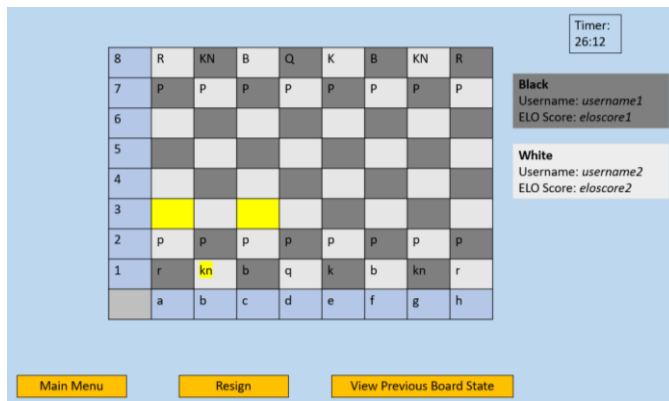 Timer:
26:12
8 R KN B Q K B KN R
7 P P P P P P P P
6
5
4
3
2 p p p p p p p p
1 r kn b q k b kn r
a b c d e f g h
Black
Username: username1
ELO Score: eloscore1
White
Username: username2
ELO Score: eloscore2
Main Menu
Resign
View Previous Board State